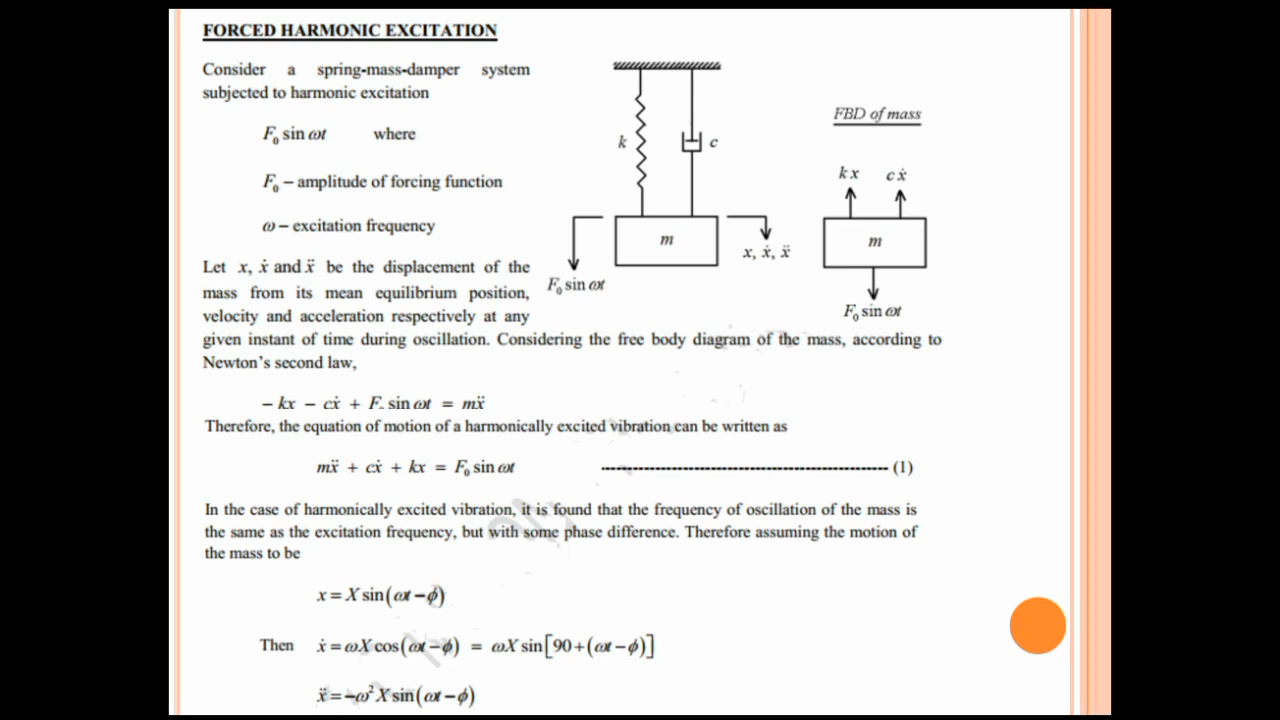 FORCED HARMONIC EXCITATION
Consider a spring-mass-damper system
subjected to harmonic excitation
F₀ sin ωt where
F₀ – amplitude of forcing function
ω – excitation frequency
Let x, ẋ and ẍ be the displacement of the
mass from its mean equilibrium position,
velocity and acceleration respectively at any
given instant of time during oscillation. Considering the free body diagram of the mass, according to
Newton's second law,
– kx – cẋ + F₋ sin ωt = mẍ
Therefore, the equation of motion of a harmonically excited vibration can be written as
mẍ + cẋ + kx = F₀ sin ωt ------------------------------------------------ (1)
In the case of harmonically excited vibration, it is found that the frequency of oscillation of the mass is
the same as the excitation frequency, but with some phase difference. Therefore assuming the motion of
the mass to be
x = X sin(ωt – ϕ)
Then ẋ = ωX cos(ωt – ϕ) = ωX sin[90 + (ωt – ϕ)]
ẍ = –ω² X sin(ωt – ϕ)
k
c
m
F₀ sin ωt
x, ẋ, ẍ
FBD of mass
kx cẋ
m
F₀ sin ωt